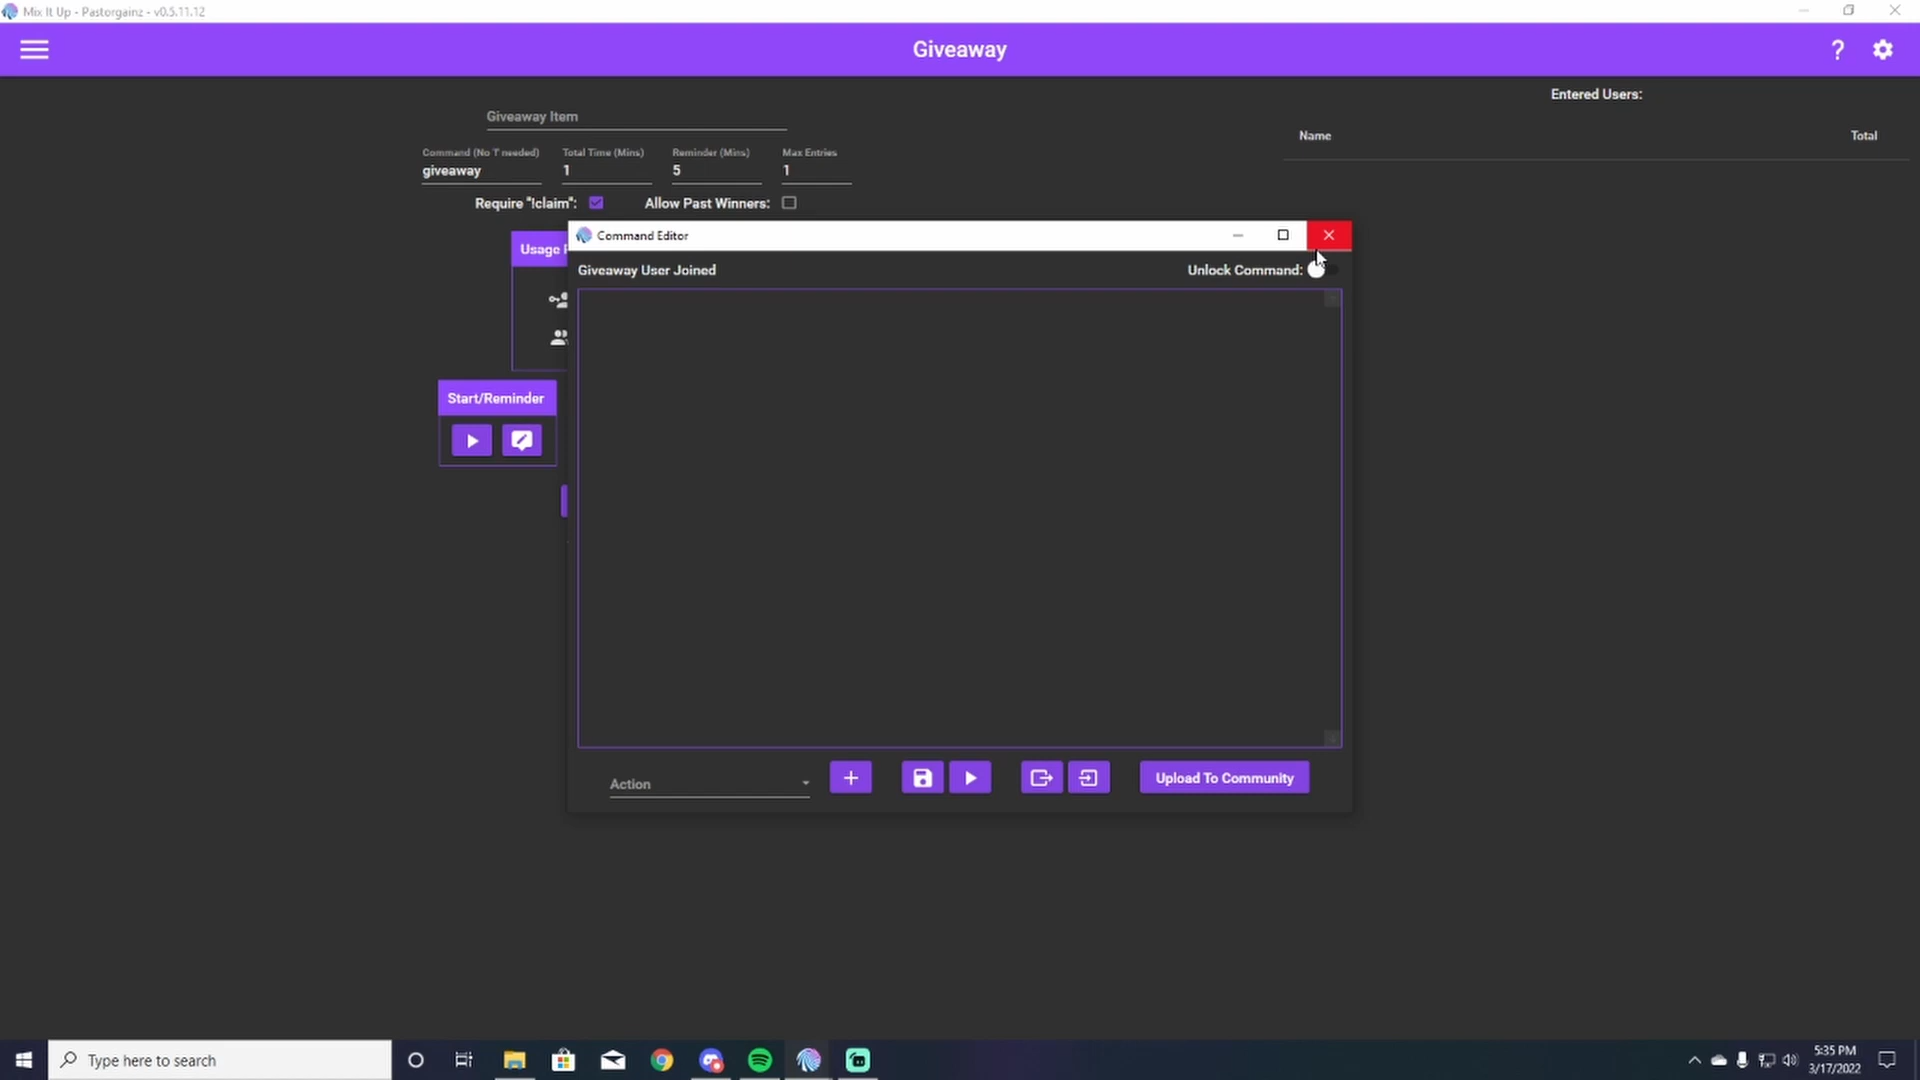 Mix It Up - Pastorgainz - v0.5.11.12
Giveaway
?
Entered Users:
Giveaway Item
Name
Total
Command (No '!' needed)
Total Time (Mins)
Reminder (Mins)
Max Entries
giveaway
1
5
1
Require "!claim":
Allow Past Winners:
Command Editor
Usage
Giveaway User Joined
Unlock Command:
Start/Reminder
Action
Upload To Community
Type here to search
5:35 PM
3/17/2022